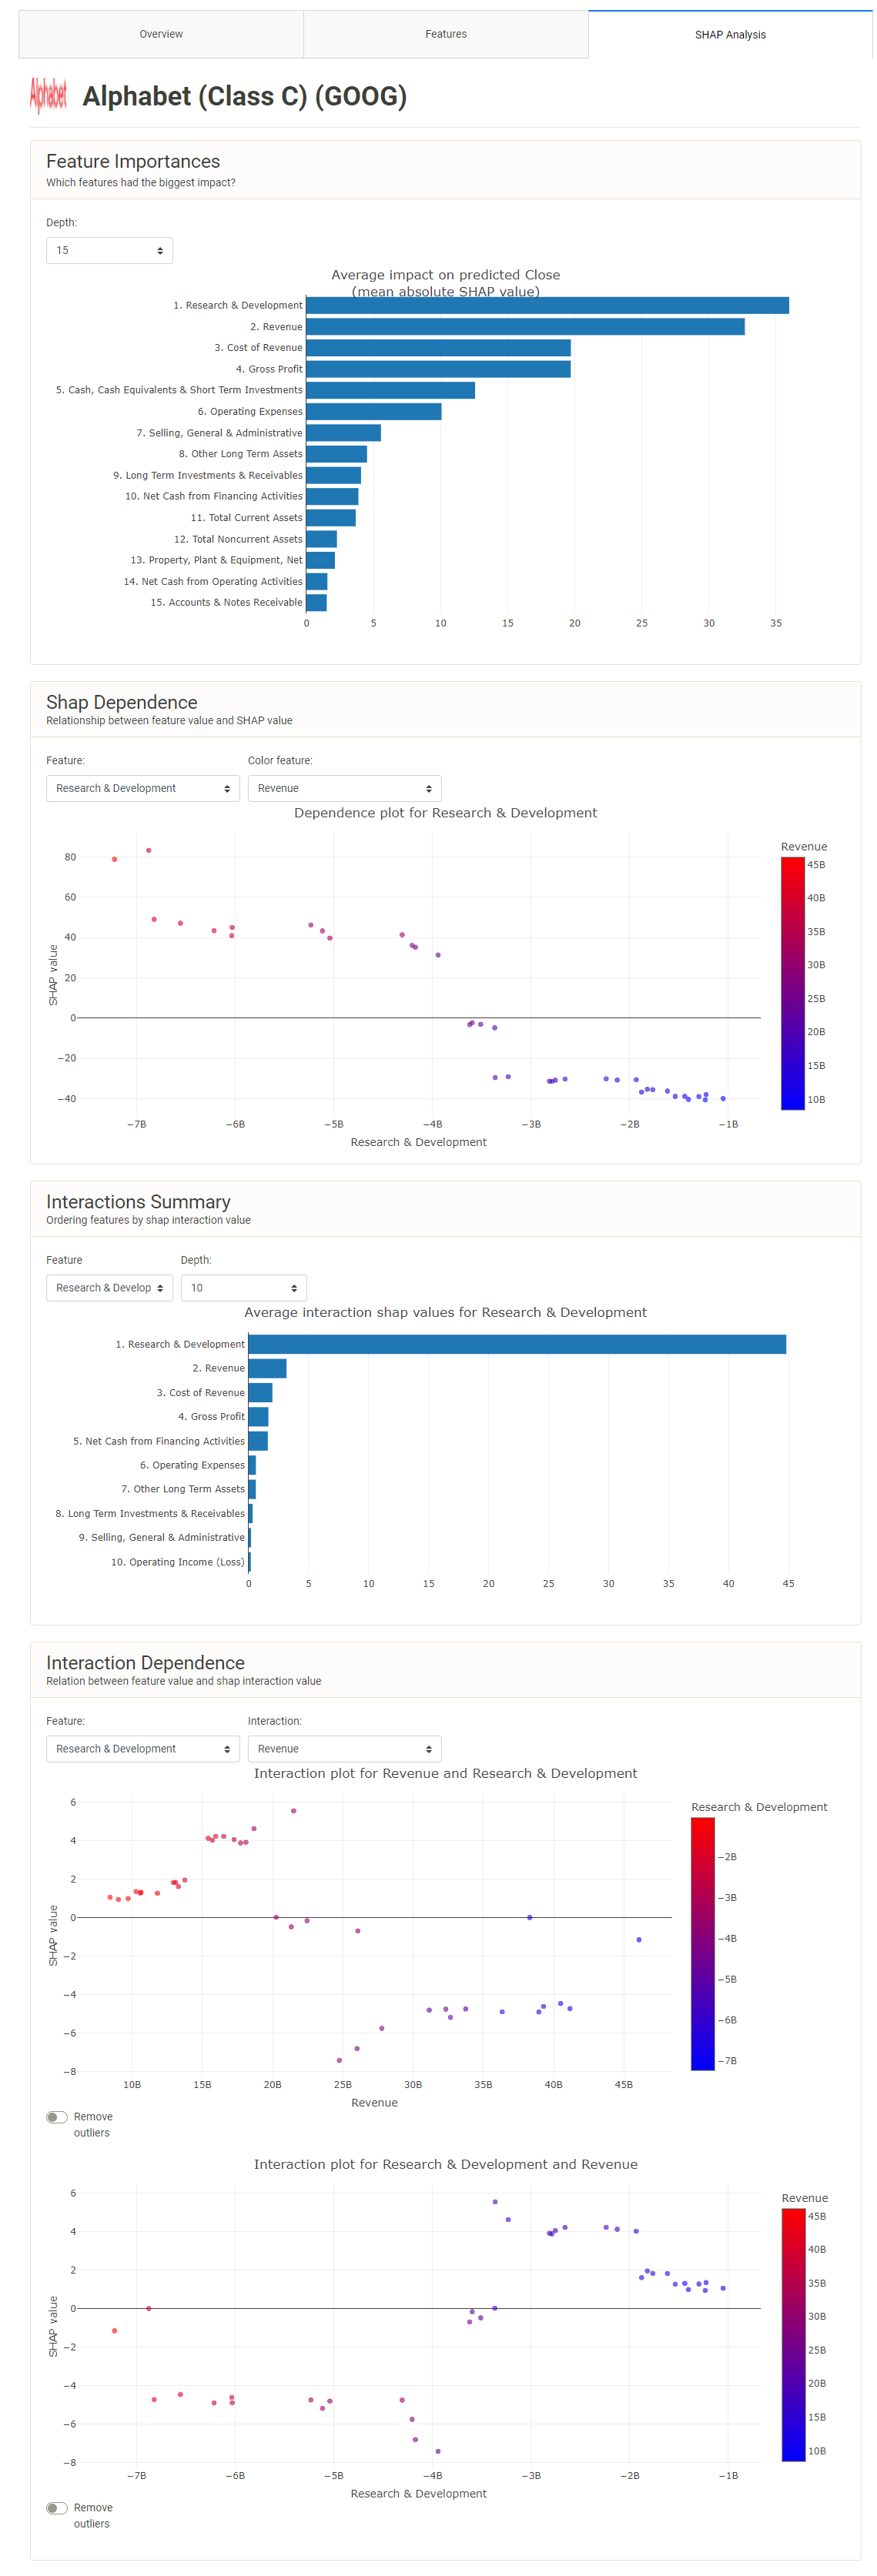 Overview
Features
SHAP Analysis
Alphabet
Alphabet (Class C) (GOOG)
Feature Importances
Which features had the biggest impact?
Depth:
15
Average impact on predicted Close
(mean absolute SHAP value)
1. Research & Development
2. Revenue
3. Cost of Revenue
4. Gross Profit
5. Cash, Cash Equivalents & Short Term Investments
6. Operating Expenses
7. Selling, General & Administrative
8. Other Long Term Assets
9. Long Term Investments & Receivables
10. Net Cash from Financing Activities
11. Total Current Assets
12. Total Noncurrent Assets
13. Property, Plant & Equipment, Net
14. Net Cash from Operating Activities
15. Accounts & Notes Receivable
0 5 10 15 20 25 30 35
Shap Dependence
Relationship between feature value and SHAP value
Feature: Color feature:
Research & Development Revenue
Dependence plot for Research & Development
Revenue
SHAP value
80
60
40
20
0
−20
−40
45B
40B
35B
30B
25B
20B
15B
10B
−7B −6B −5B −4B −3B −2B −1B
Research & Development
Interactions Summary
Ordering features by shap interaction value
Feature Depth:
Research & Develop 10
Average interaction shap values for Research & Development
1. Research & Development
2. Revenue
3. Cost of Revenue
4. Gross Profit
5. Net Cash from Financing Activities
6. Operating Expenses
7. Other Long Term Assets
8. Long Term Investments & Receivables
9. Selling, General & Administrative
10. Operating Income (Loss)
0 5 10 15 20 25 30 35 40 45
Interaction Dependence
Relation between feature value and shap interaction value
Feature: Interaction:
Research & Development Revenue
Interaction plot for Revenue and Research & Development
Research & Development
SHAP value
6
4
2
0
−2
−4
−6
−8
−2B
−3B
−4B
−5B
−6B
−7B
10B 15B 20B 25B 30B 35B 40B 45B
Revenue
Remove
outliers
Interaction plot for Research & Development and Revenue
Revenue
SHAP value
6
4
2
0
−2
−4
−6
−8
45B
40B
35B
30B
25B
20B
15B
10B
−7B −6B −5B −4B −3B −2B −1B
Research & Development
Remove
outliers